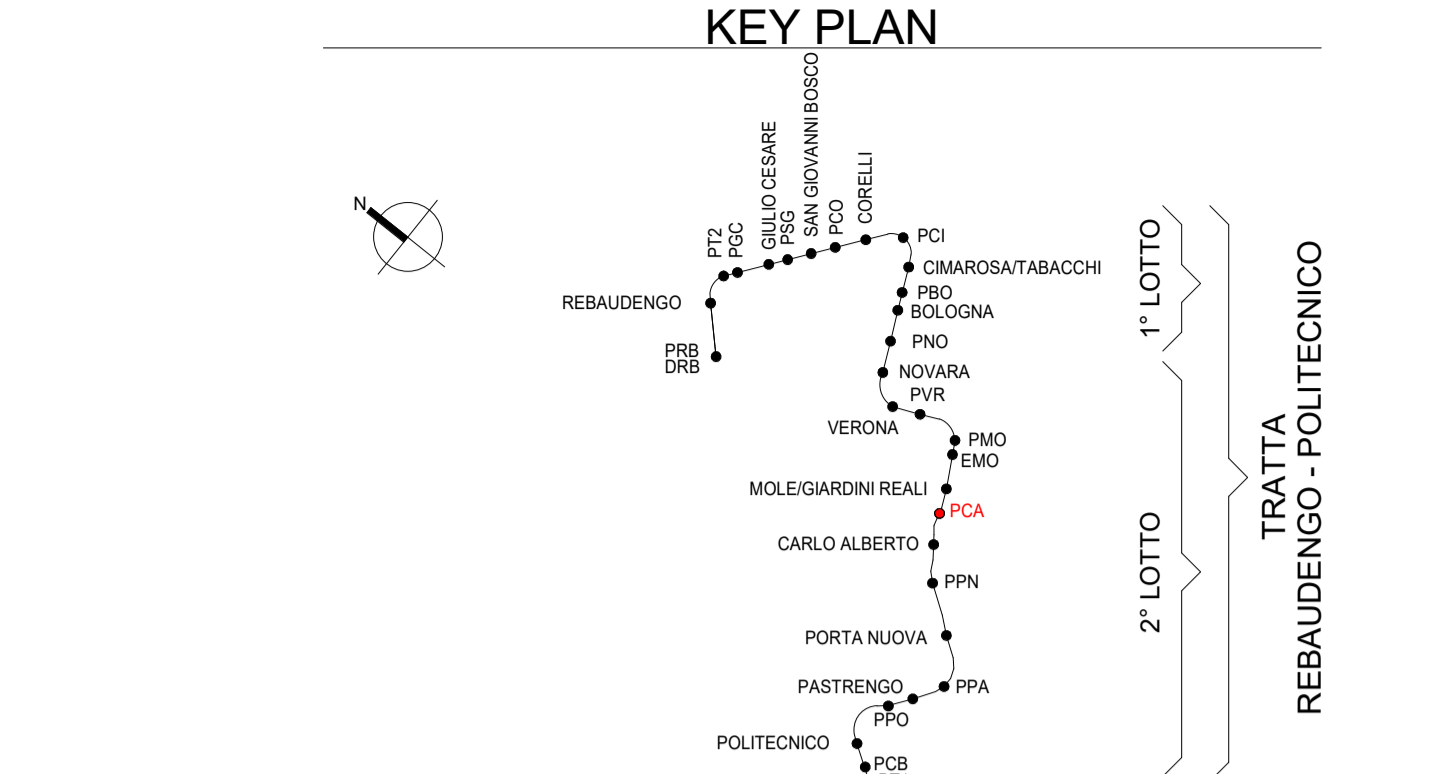 KEY PLAN
N
PT2
PGC
GIULIO CESARE
PSG
SAN GIOVANNI BOSCO
PCO
CORELLI
PCI
CIMAROSA/TABACCHI
REBAUDENGO
PBO
BOLOGNA
PRB
DRB
PNO
NOVARA
PVR
VERONA
PMO
EMO
MOLE/GIARDINI REALI
PCA
CARLO ALBERTO
PPN
PORTA NUOVA
PASTRENGO
PPA
PPO
POLITECNICO
PCB
1° LOTTO
2° LOTTO
TRATTA
REBAUDENGO - POLITECNICO